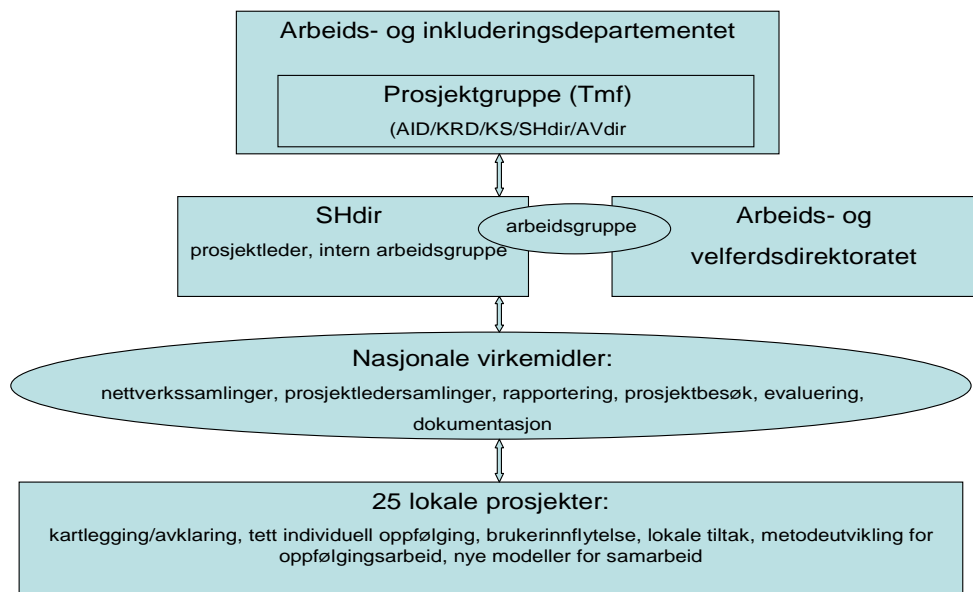 Arbeids- og inkluderingsdepartementet
Prosjektgruppe (Tmf)
(AID/KRD/KS/SHdir/AVdir
SHdir
prosjektleder, intern arbeidsgruppe
arbeidsgruppe
Arbeids- og
velferdsdirektoratet
Nasjonale virkemidler:
nettverkssamlinger, prosjektledersamlinger, rapportering, prosjektbesøk, evaluering,
dokumentasjon
25 lokale prosjekter:
kartlegging/avklaring, tett individuell oppfølging, brukerinnflytelse, lokale tiltak, metodeutvikling for
oppfølgingsarbeid, nye modeller for samarbeid